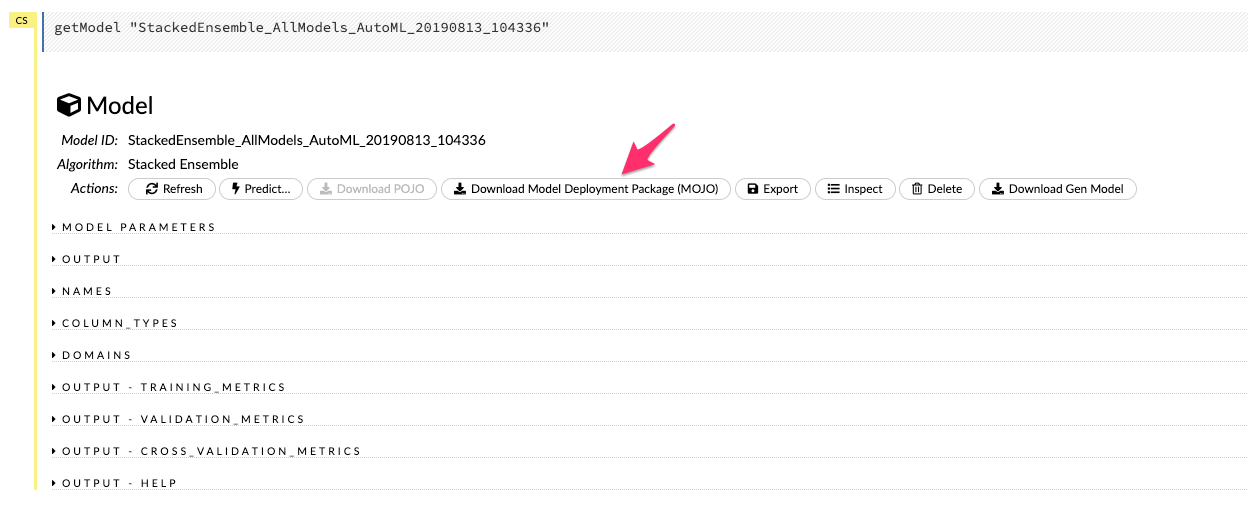 CS
getModel "StackedEnsemble_AllModels_AutoML_20190813_104336"
Model
Model ID: StackedEnsemble_AllModels_AutoML_20190813_104336
Algorithm: Stacked Ensemble
Actions: Refresh Predict... Download POJO Download Model Deployment Package (MOJO) Export Inspect Delete Download Gen Model
MODEL PARAMETERS
OUTPUT
NAMES
COLUMN_TYPES
DOMAINS
OUTPUT - TRAINING_METRICS
OUTPUT - VALIDATION_METRICS
OUTPUT - CROSS_VALIDATION_METRICS
OUTPUT - HELP